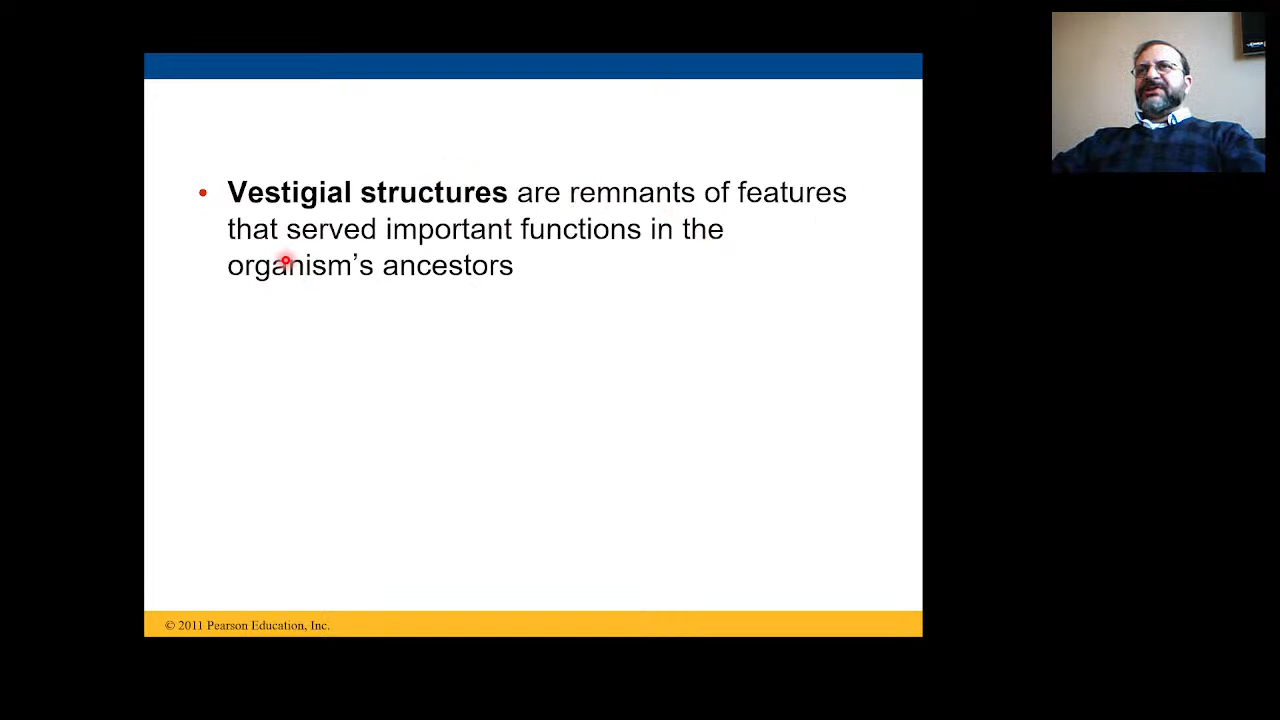 • Vestigial structures are remnants of features
that served important functions in the
organism’s ancestors
© 2011 Pearson Education, Inc.